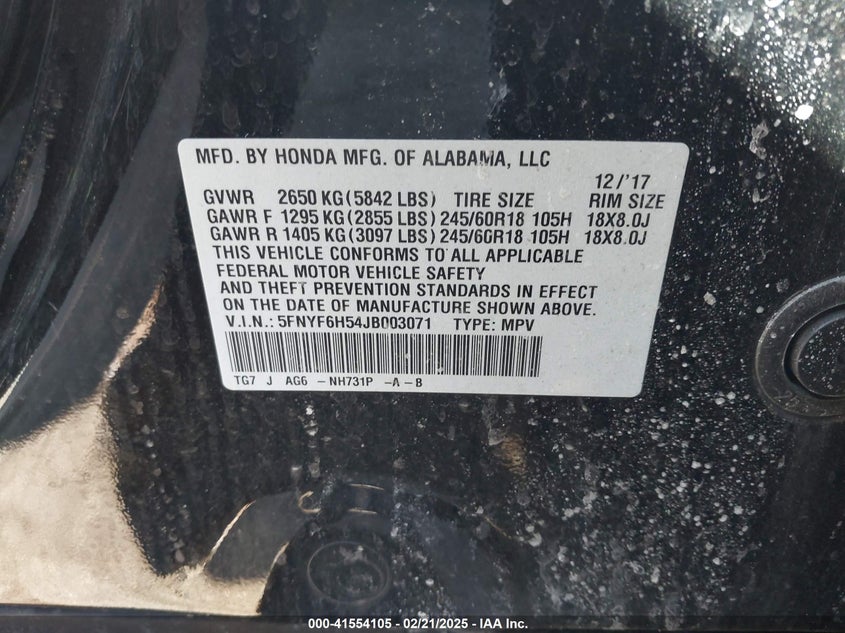 MFD. BY HONDA MFG. OF ALABAMA, LLC
12/'17
GVWR 2650 KG (5842 LBS) TIRE SIZE RIM SIZE
GAWR F 1295 KG (2855 LBS) 245/60R18 105H 18X8.0J
GAWR R 1405 KG (3097 LBS) 245/60R18 105H 18X8.0J
THIS VEHICLE CONFORMS TO ALL APPLICABLE
FEDERAL MOTOR VEHICLE SAFETY
AND THEFT PREVENTION STANDARDS IN EFFECT
ON THE DATE OF MANUFACTURE SHOWN ABOVE.
V.I.N.: 5FNYF6H54JB003071 TYPE: MPV
TG7 J AG6 -NH731P -A-B
000-41554105 - 02/21/2025 - IAA Inc.